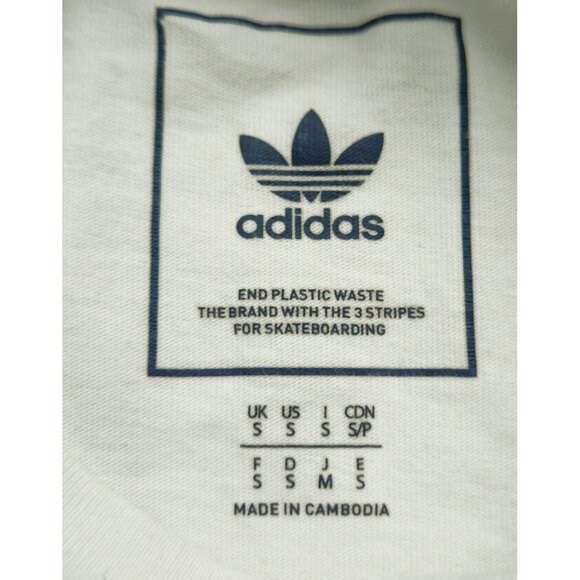 adidas
END PLASTIC WASTE
THE BRAND WITH THE 3 STRIPES
FOR SKATEBOARDING
UK US I CDN
S S S S/P
F D J E
S S M S
MADE IN CAMBODIA